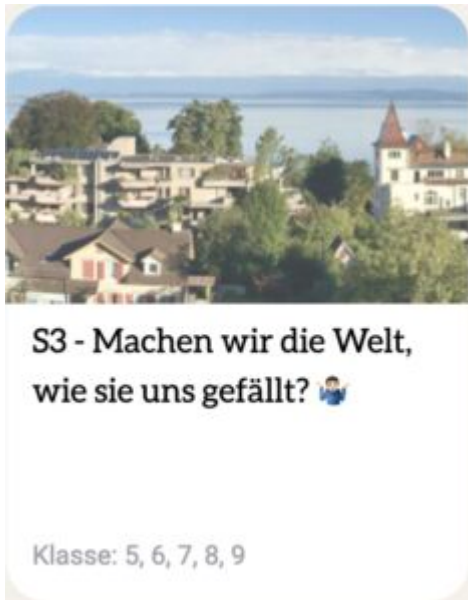 S3 - Machen wir die Welt,
wie sie uns gefällt? 🤷🏻‍♂️
Klasse: 5, 6, 7, 8, 9